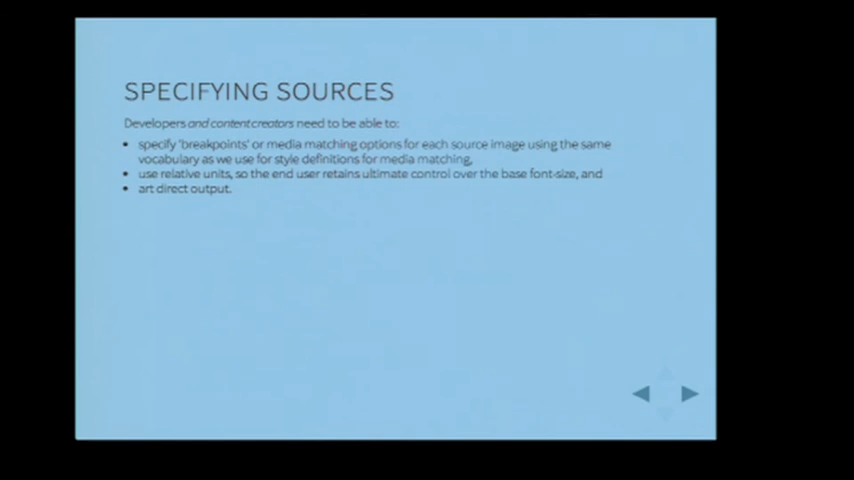 SPECIFYING SOURCES
Developers and content creators need to be able to:
• specify 'breakpoints' or media matching options for each source image using the same
vocabulary as we use for style definitions for media matching,
• use relative units, so the end user retains ultimate control over the base font-size, and
• art direct output.